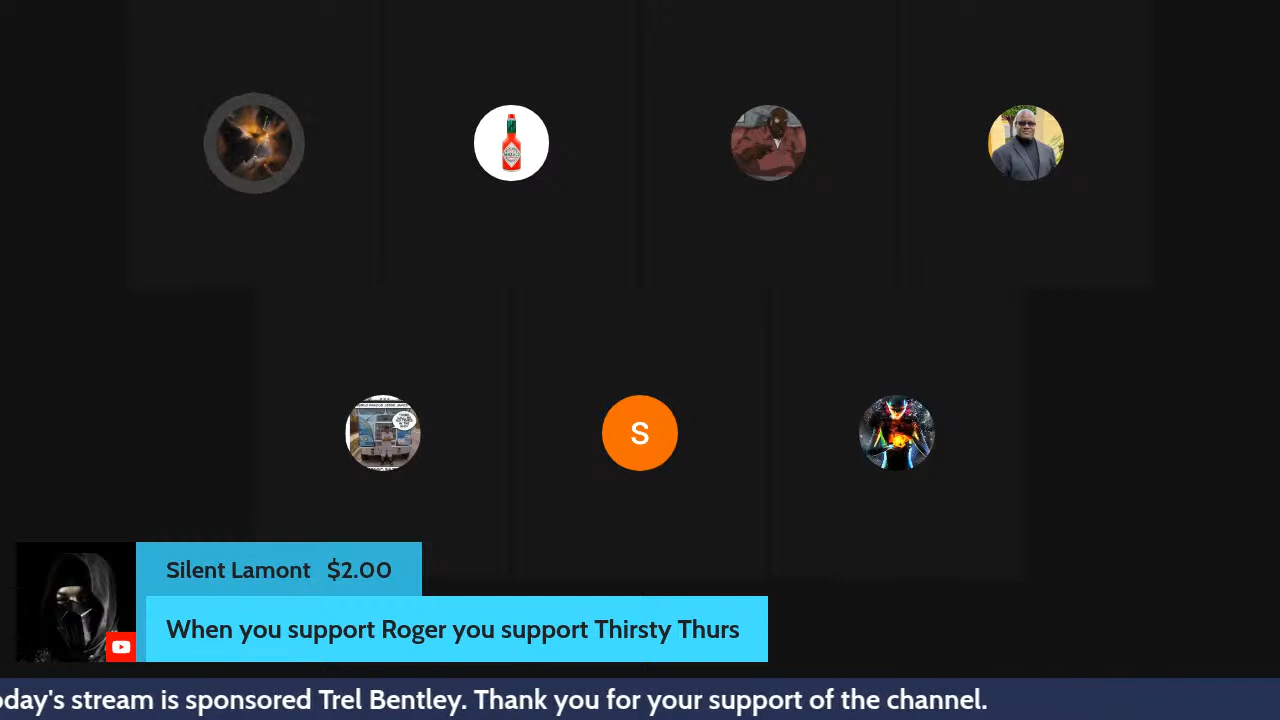 S
Silent Lamont $2.00
When you support Roger you support Thirsty Thurs
oday's stream is sponsored Trel Bentley. Thank you for your support of the channel.